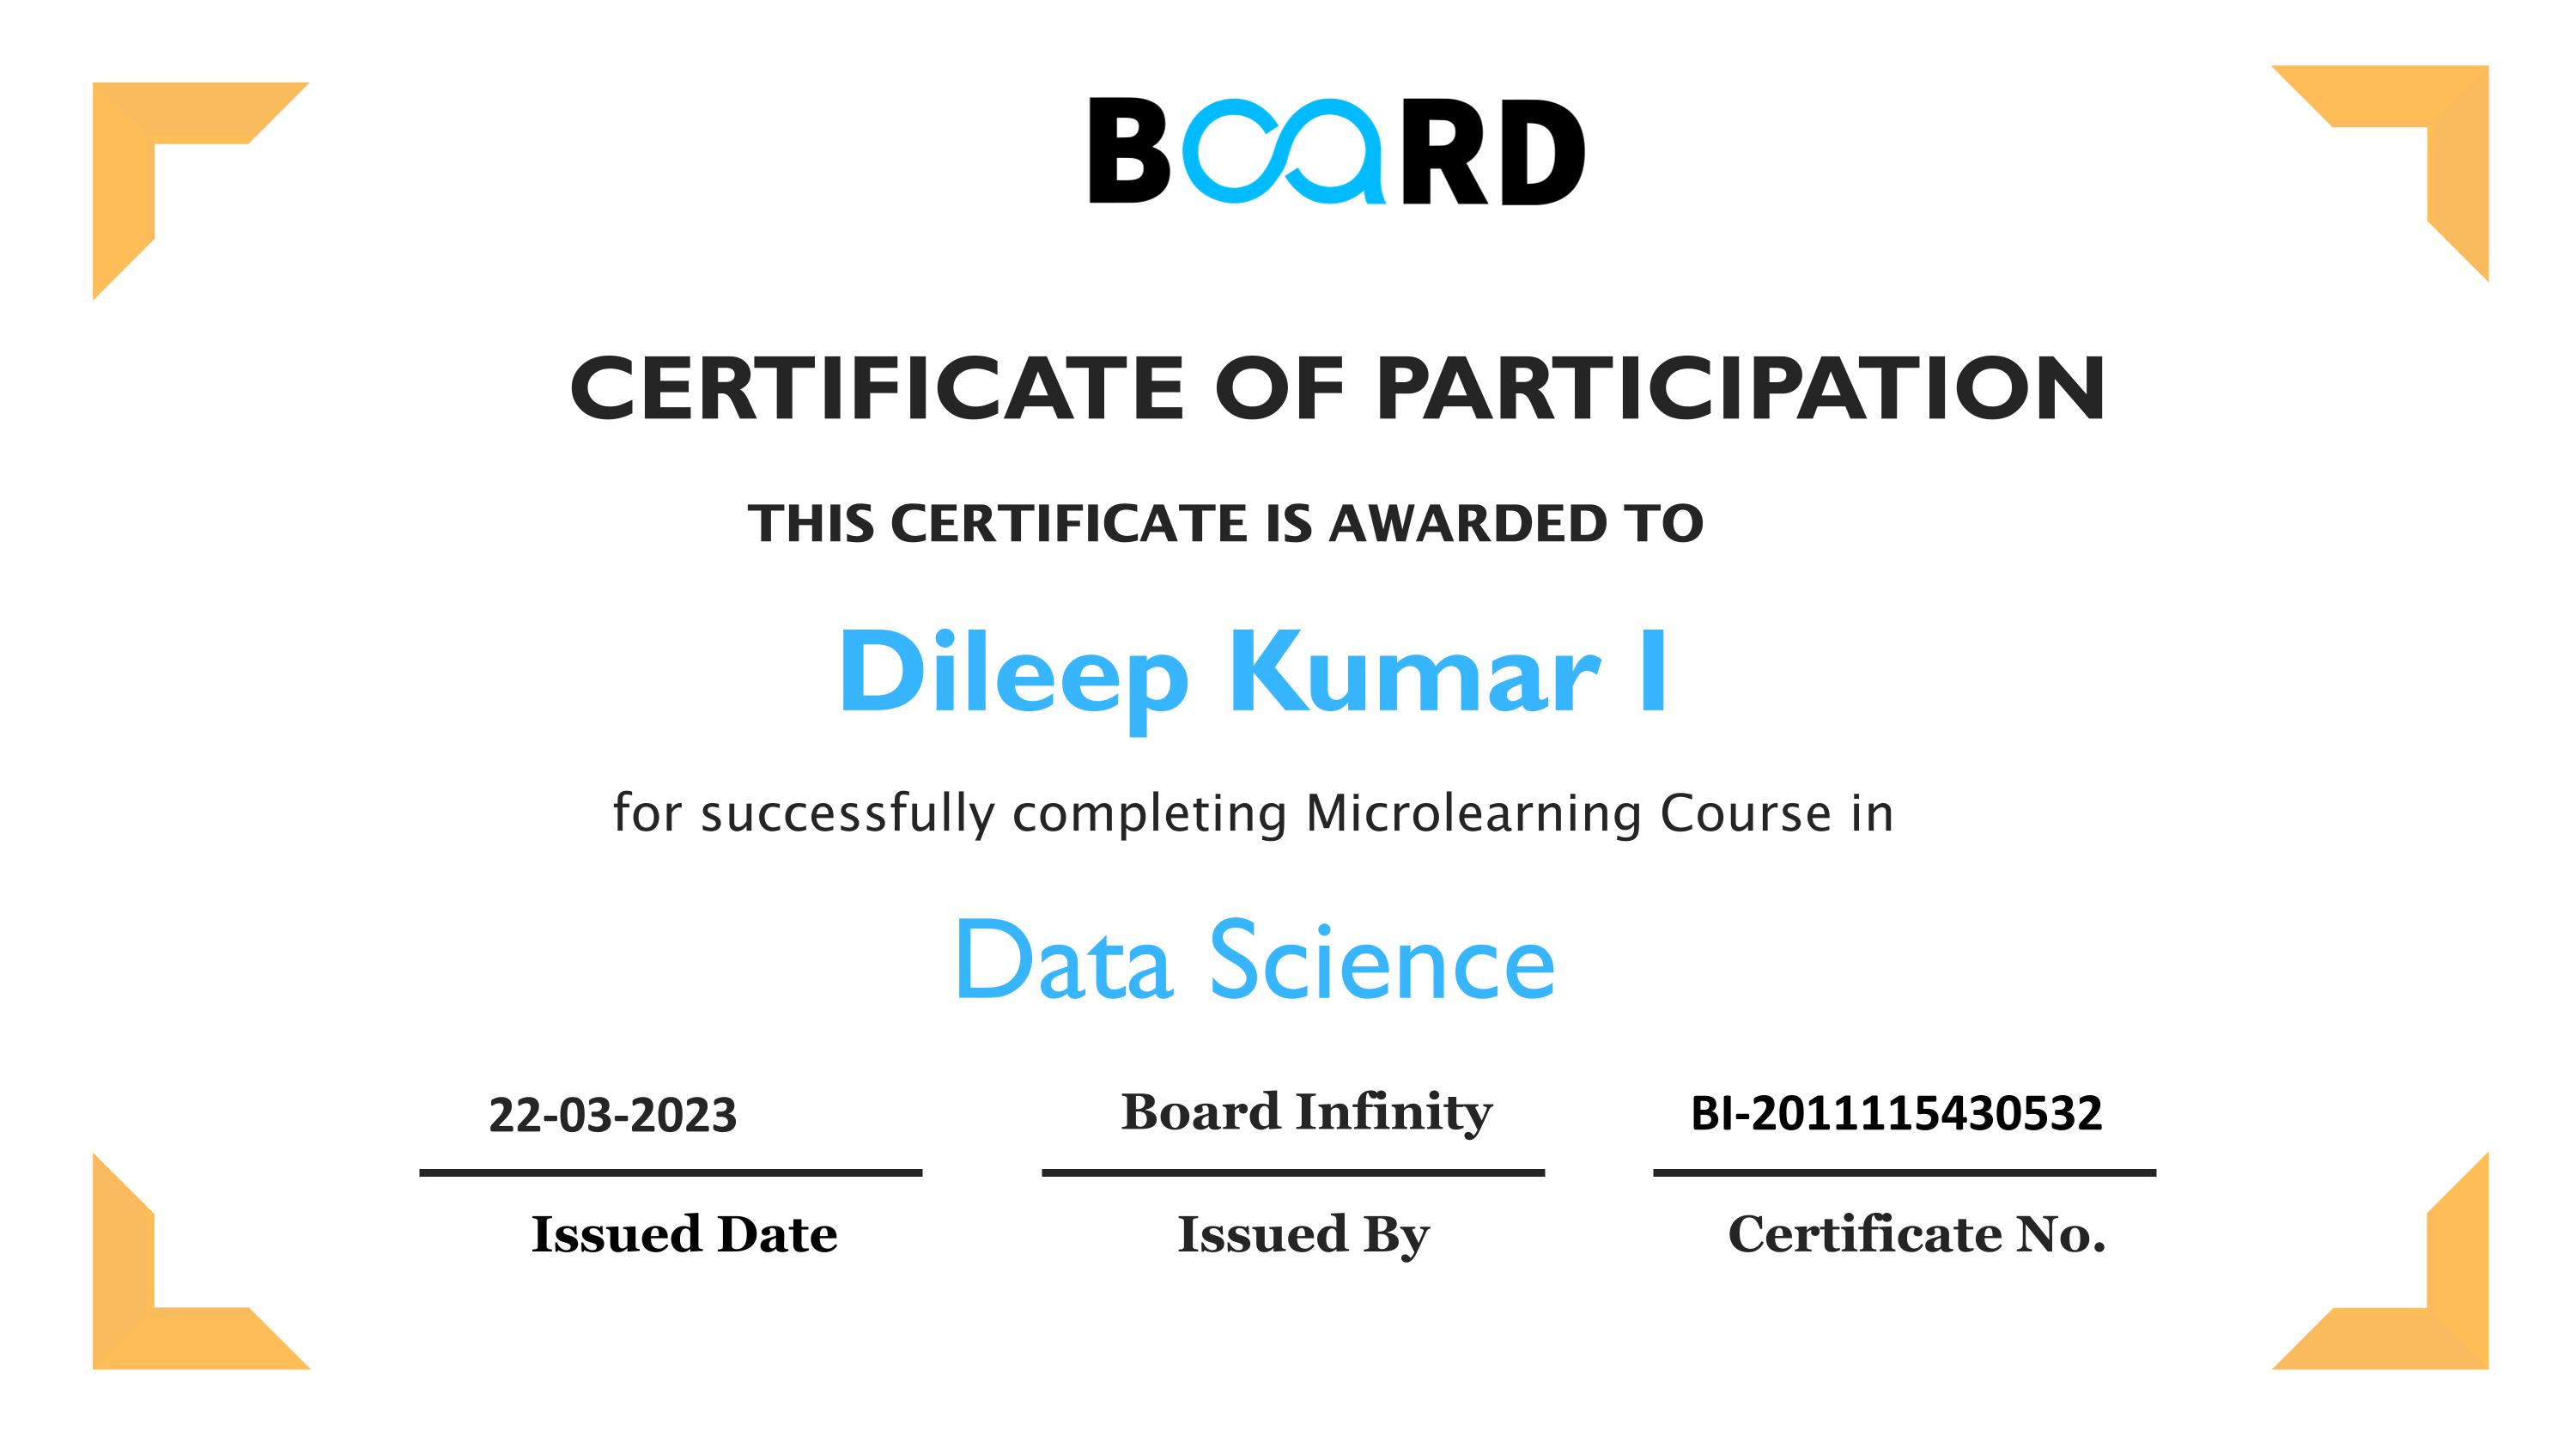 BOARD
CERTIFICATE OF PARTICIPATION
THIS CERTIFICATE IS AWARDED TO
Dileep Kumar I
for successfully completing Microlearning Course in
Data Science
22-03-2023
Board Infinity
BI-2011115430532
Issued Date
Issued By
Certificate No.